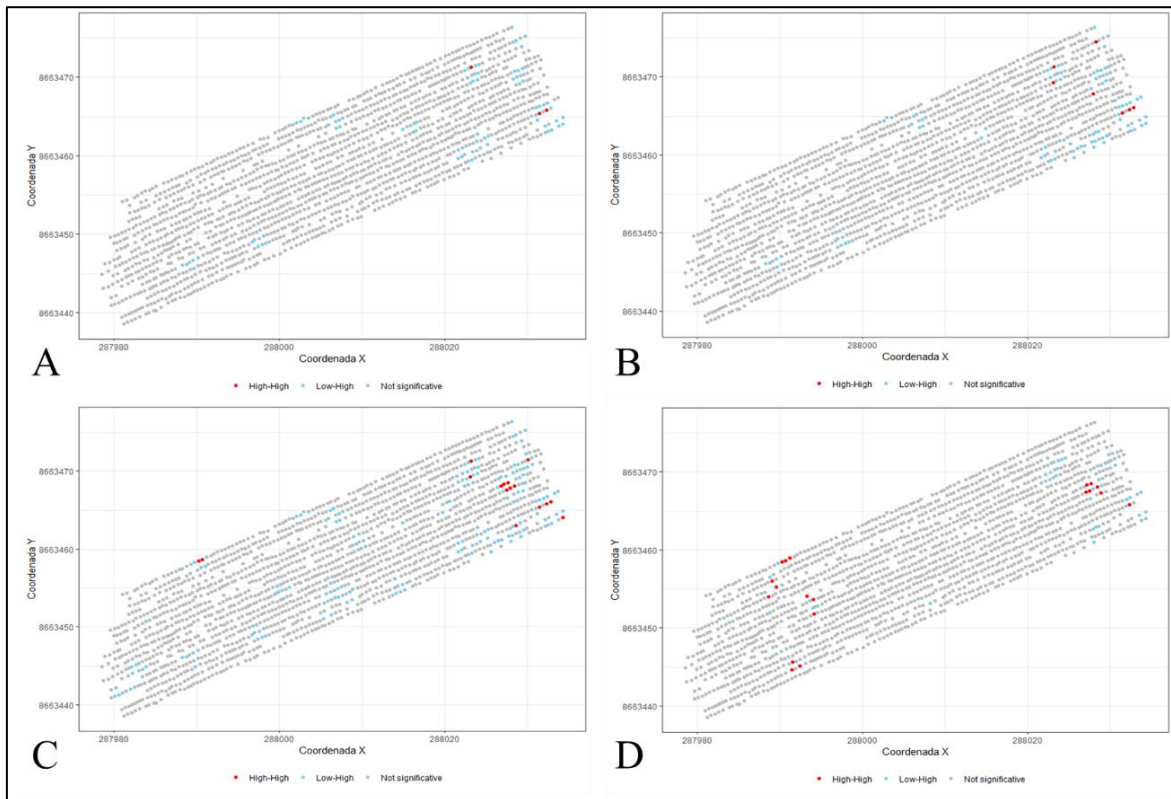 Coordenada Y
8663470
8663460
8663450
8663440
287980 288000 288020
Coordenada X
High-High Low-High Not significative
A
Coordenada Y
8663470
8663460
8663450
8663440
287980 288000 288020
Coordenada X
High-High Low-High Not significative
B
Coordenada Y
8663470
8663460
8663450
8663440
287980 288000 288020
Coordenada X
High-High Low-High Not significative
C
Coordenada Y
8663470
8663460
8663450
8663440
287980 288000 288020
Coordenada X
High-High Low-High Not significative
D